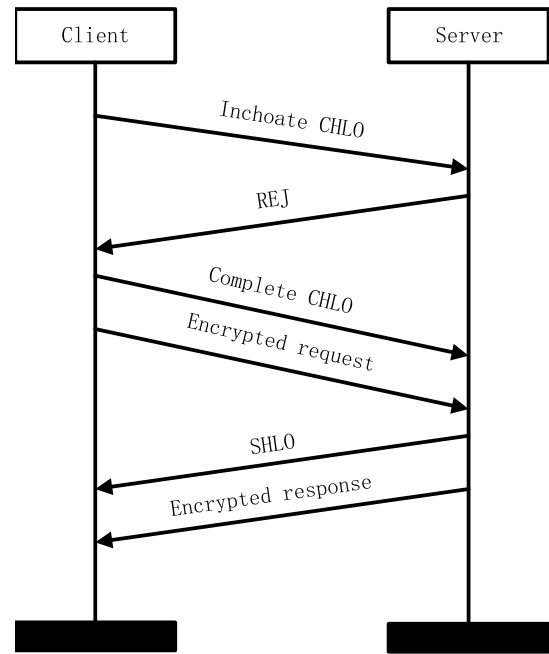 Client
Server
Inchoate CHLO
REJ
Complete CHLO
Encrypted request
SHLO
Encrypted response